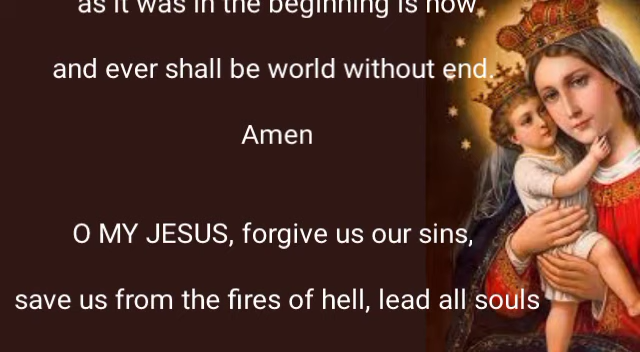 as it was in the beginning is now
and ever shall be world without end.
Amen
O MY JESUS, forgive us our sins,
save us from the fires of hell, lead all souls